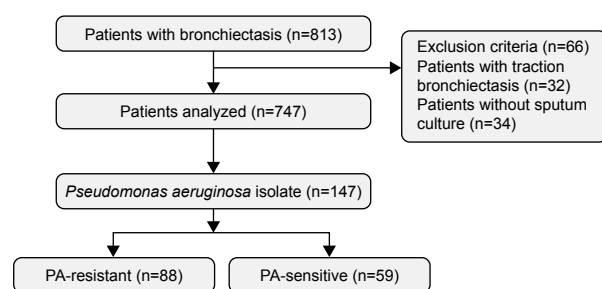 Patients with bronchiectasis (n=813)
Exclusion criteria (n=66)
Patients with traction
bronchiectasis (n=32)
Patients without sputum
culture (n=34)
Patients analyzed (n=747)
Pseudomonas aeruginosa isolate (n=147)
PA-resistant (n=88)
PA-sensitive (n=59)